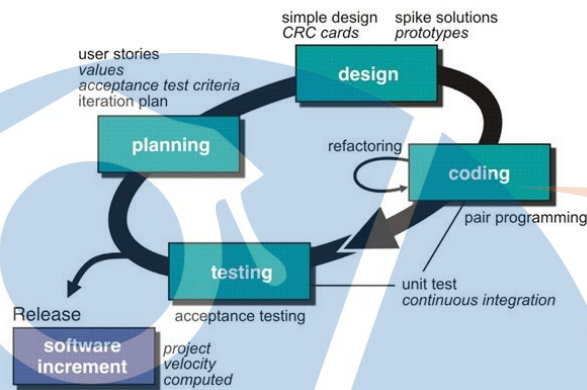 simple design
CRC cards
spike solutions
prototypes
design
user stories
values
acceptance test criteria
iteration plan
planning
refactoring
coding
pair programming
testing
acceptance testing
unit test
continuous integration
Release
software
increment
project
velocity
computed